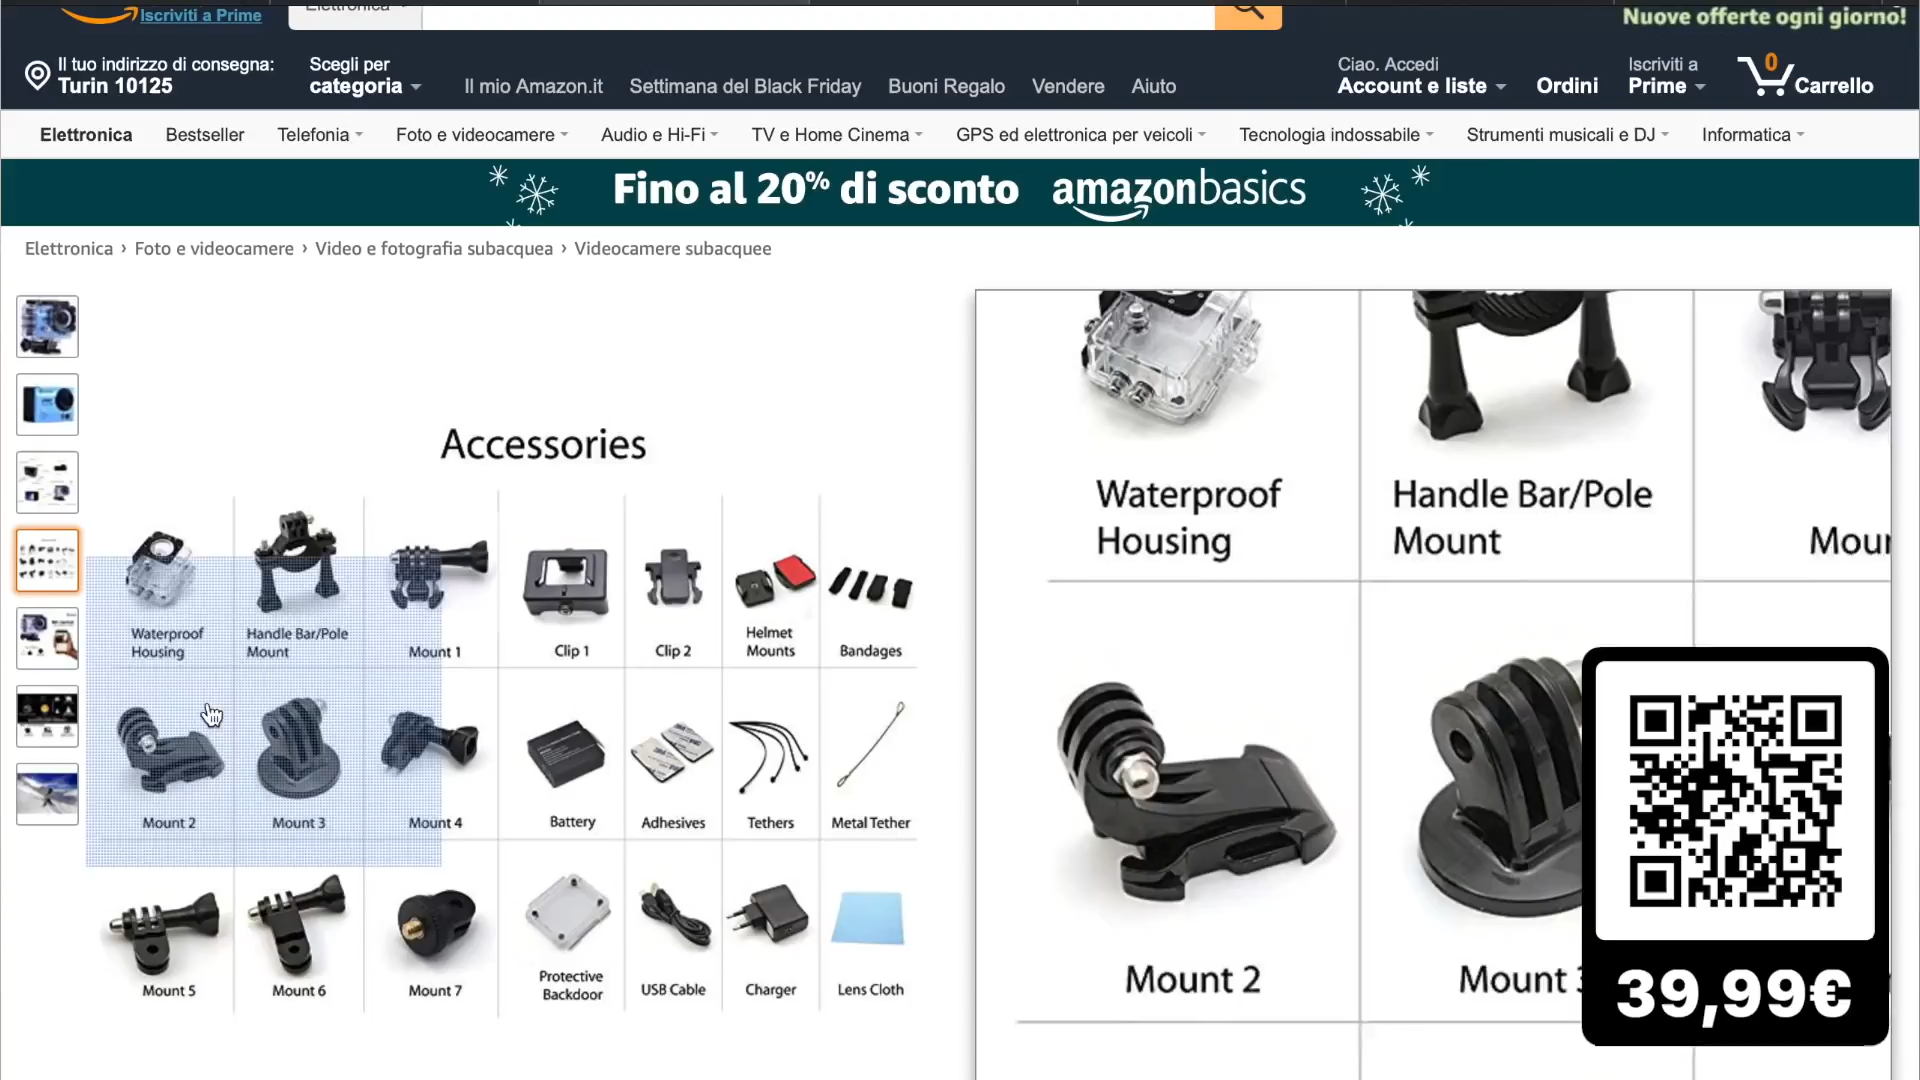 Iscriviti a Prime
Elettronica
Nuove offerte ogni giorno!
Il tuo indirizzo di consegna:
Turin 10125
Scegli per
categoria
Il mio Amazon.it
Settimana del Black Friday
Buoni Regalo
Vendere
Aiuto
Ciao. Accedi
Account e liste
Ordini
Iscriviti a
Prime
0
Carrello
Elettronica
Bestseller
Telefonia
Foto e videocamere
Audio e Hi-Fi
TV e Home Cinema
GPS ed elettronica per veicoli
Tecnologia indossabile
Strumenti musicali e DJ
Informatica
Fino al 20% di sconto amazonbasics
Elettronica › Foto e videocamere › Video e fotografia subacquea › Videocamere subacquee
Accessories
Waterproof
Housing
Handle Bar/Pole
Mount
Mount 1
Clip 1
Clip 2
Helmet
Mounts
Bandages
Mount 2
Mount 3
Mount 4
Battery
Adhesives
Tethers
Metal Tether
Mount 5
Mount 6
Mount 7
Protective
Backdoor
USB Cable
Charger
Lens Cloth
Waterproof
Housing
Handle Bar/Pole
Mount
Moun
Mount 2
Mount 3
39,99€